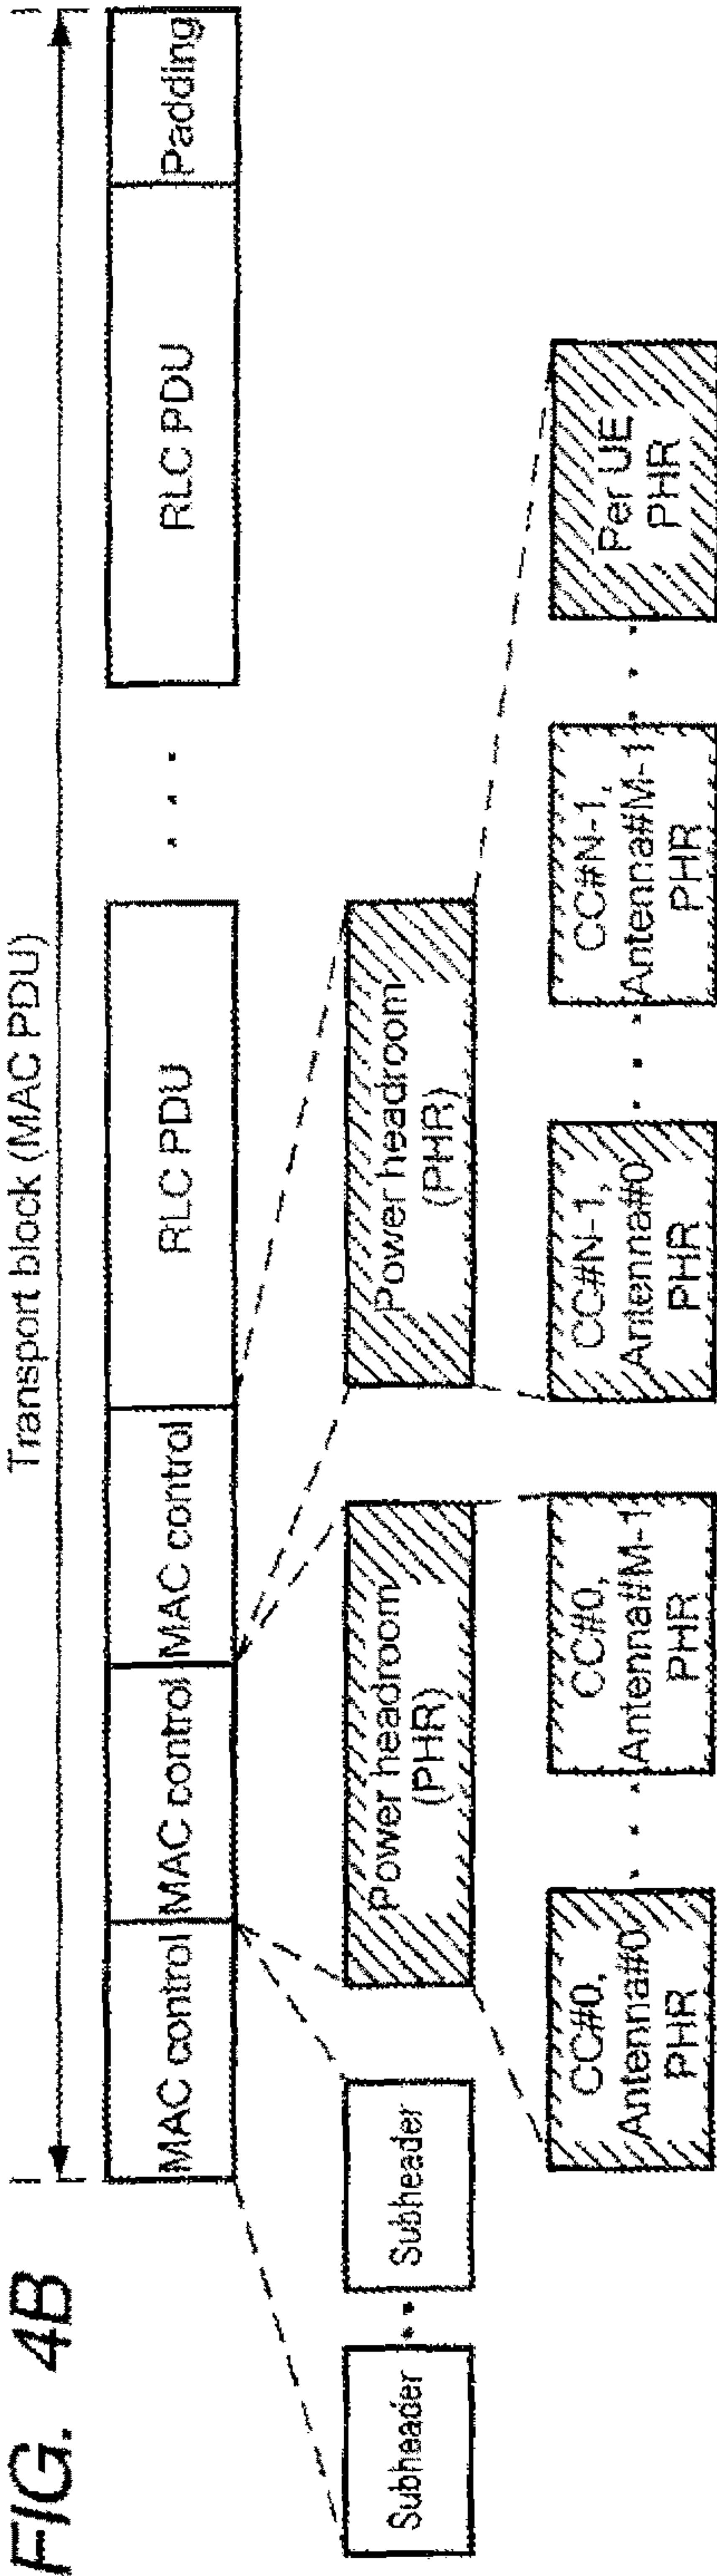 FIG. 4B
Transport block (MAC PDU)
MAC control
MAC control
MAC control
RLC PDU
. . .
RLC PDU
Padding
Subheader
. .
Subheader
Power headroom
(PHR)
Power headroom
(PHR)
CC#0,
Antenna#0
PHR
. . .
CC#0,
Antenna#M-1
PHR
CC#N-1,
Antenna#0
PHR
. . .
CC#N-1,
Antenna#M-1
PHR
. . .
Per UE
PHR